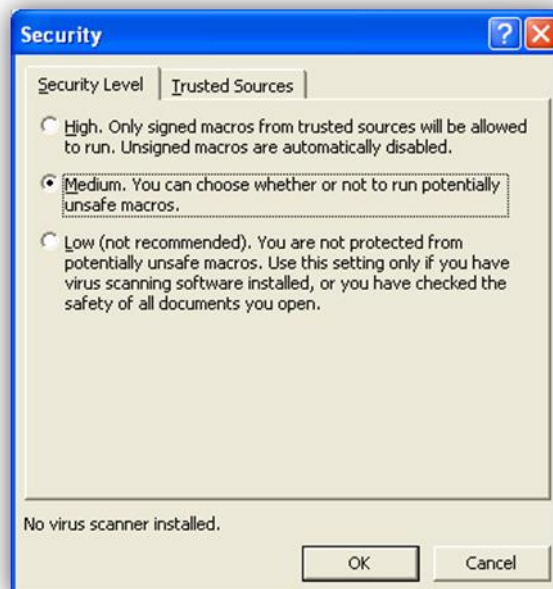 Security
Security Level
Trusted Sources
High. Only signed macros from trusted sources will be allowed
to run. Unsigned macros are automatically disabled.
Medium. You can choose whether or not to run potentially
unsafe macros.
Low (not recommended). You are not protected from
potentially unsafe macros. Use this setting only if you have
virus scanning software installed, or you have checked the
safety of all documents you open.
No virus scanner installed.
OK
Cancel